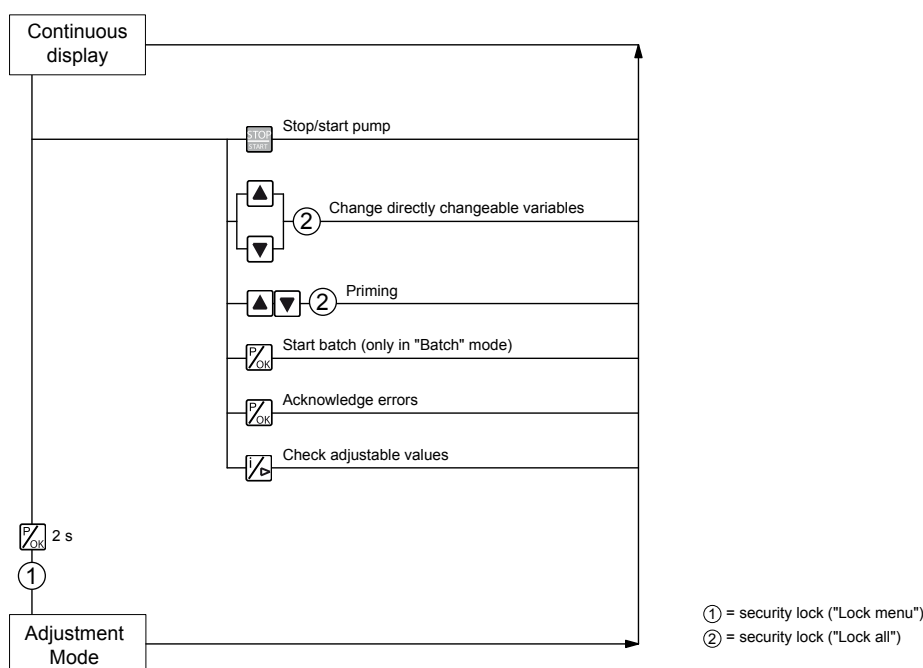 Continuous
display
STOP
START
Stop/start pump
2
Change directly changeable variables
2
Priming
P/OK
Start batch (only in "Batch" mode)
P/OK
Acknowledge errors
i/
Check adjustable values
P/OK
2 s
1
Adjustment
Mode
1 = security lock ("Lock menu")
2 = security lock ("Lock all")